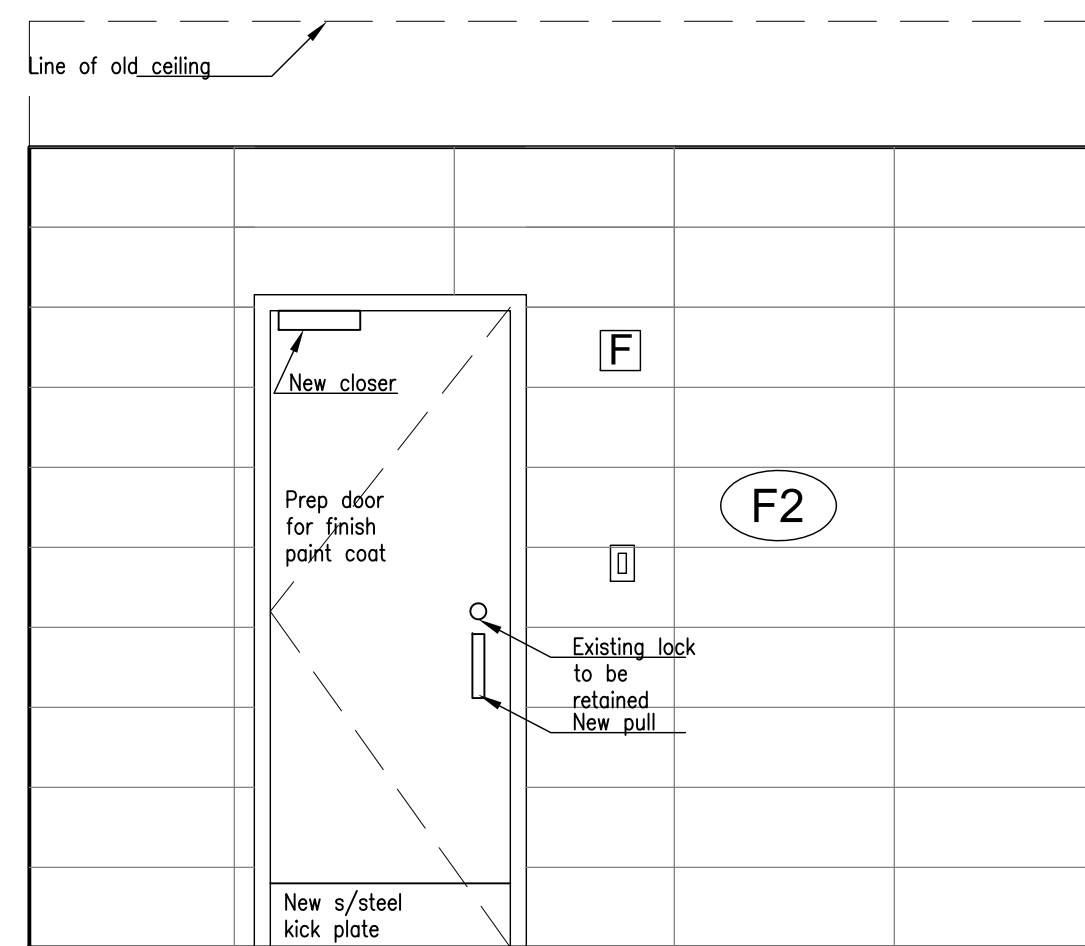 Line of old ceiling
New closer
F
Prep door
for finish
paint coat
F2
Existing lock
to be
retained
New pull
New s/steel
kick plate